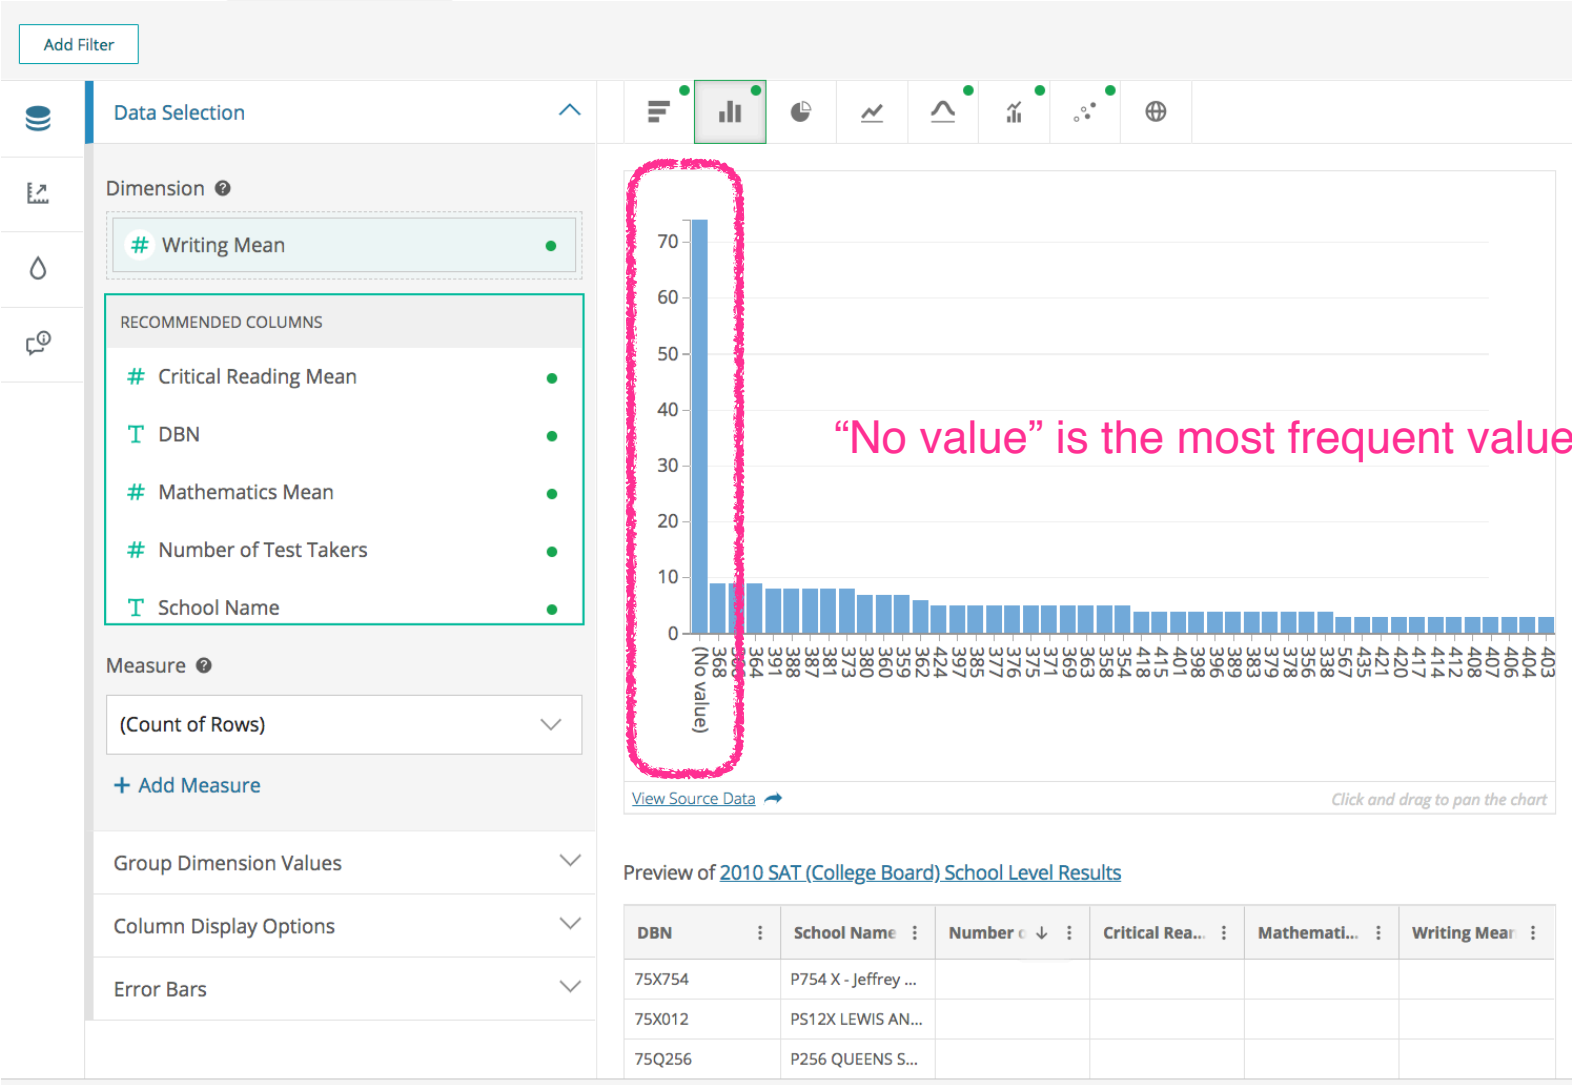 Add Filter
Data Selection
Dimension
Writing Mean
RECOMMENDED COLUMNS
Critical Reading Mean
DBN
Mathematics Mean
Number of Test Takers
School Name
Measure
(Count of Rows)
+ Add Measure
Group Dimension Values
Column Display Options
Error Bars
70
60
50
40
30
20
10
0
“No value” is the most frequent value
(No value)
368
364
391
388
387
381
373
380
360
359
362
424
397
385
377
376
375
371
369
363
358
354
418
415
401
398
396
389
383
379
378
356
338
567
435
421
420
417
414
412
408
407
406
404
403
View Source Data
Click and drag to pan the chart
Preview of 2010 SAT (College Board) School Level Results
DBN School Name Number Critical Rea... Mathemati... Writing Mean
75X754 P754 X - Jeffrey ...
75X012 PS12X LEWIS AN...
75Q256 P256 QUEENS S...